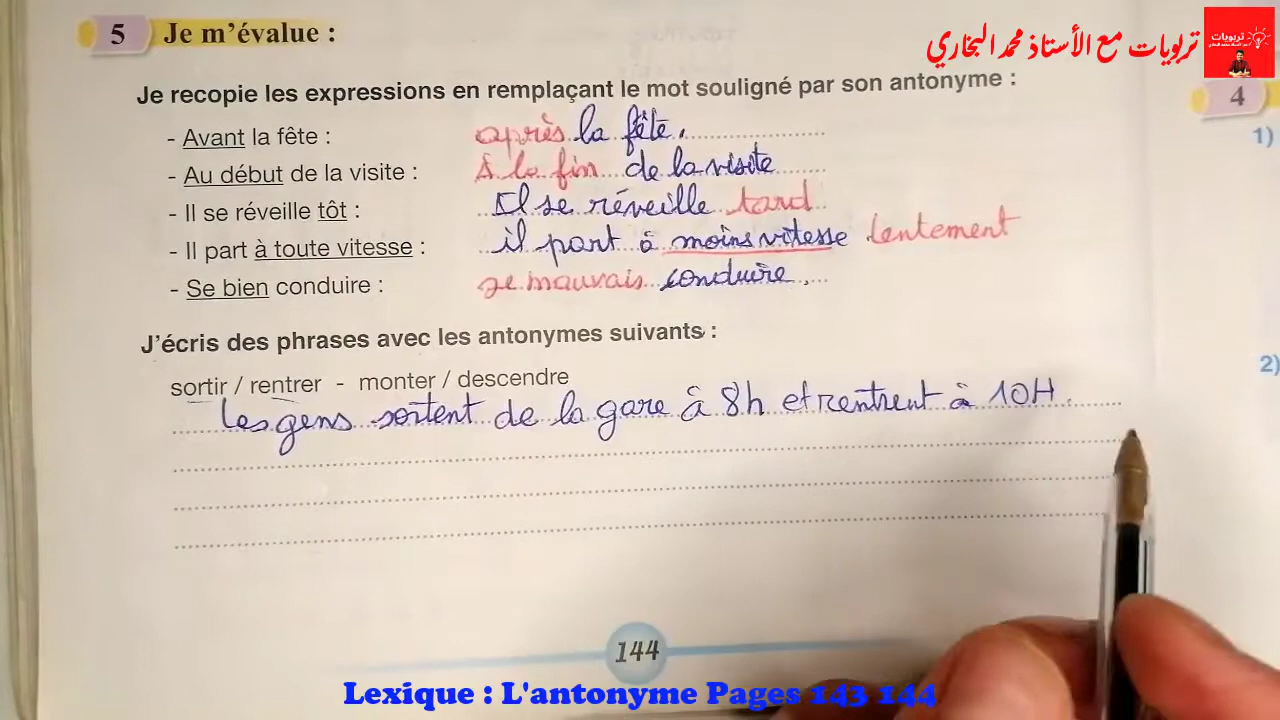 5 Je m'évalue :
تربويات مع الأستاذ محمد البخاري
تربويات
4
Je recopie les expressions en remplaçant le mot souligné par son antonyme :
- Avant la fête : après la fête.
- Au début de la visite : À la fin de la visite
- Il se réveille tôt : Il se réveille tard
- Il part à toute vitesse : il part à moins vitesse lentement
- Se bien conduire : se mauvais conduire.
1)
J'écris des phrases avec les antonymes suivants :
sortir / rentrer - monter / descendre
les gens sortent de la gare à 8h et rentrent à 10H.
2)
144
Lexique : L'antonyme Pages 143 144